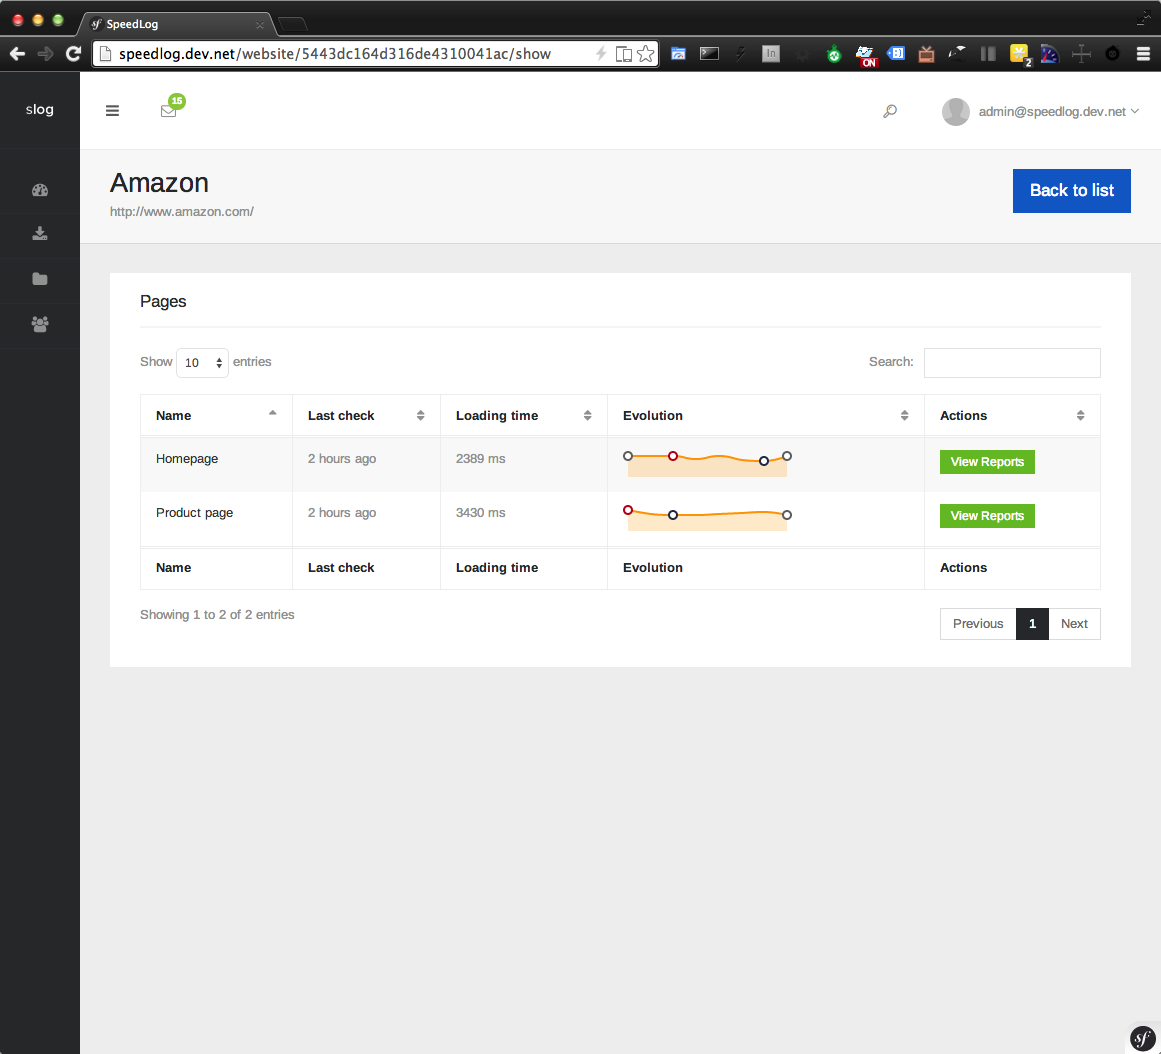 SpeedLog
speedlog.dev.net/website/5443dc164d316de4310041ac/show
In
ON
2
slog
15
admin@speedlog.dev.net
Amazon
http://www.amazon.com/
Back to list
Pages
Show 10 entries
Search:
Name Last check Loading time Evolution Actions
Homepage 2 hours ago 2389 ms View Reports
Product page 2 hours ago 3430 ms View Reports
Name Last check Loading time Evolution Actions
Showing 1 to 2 of 2 entries
Previous 1 Next
sf